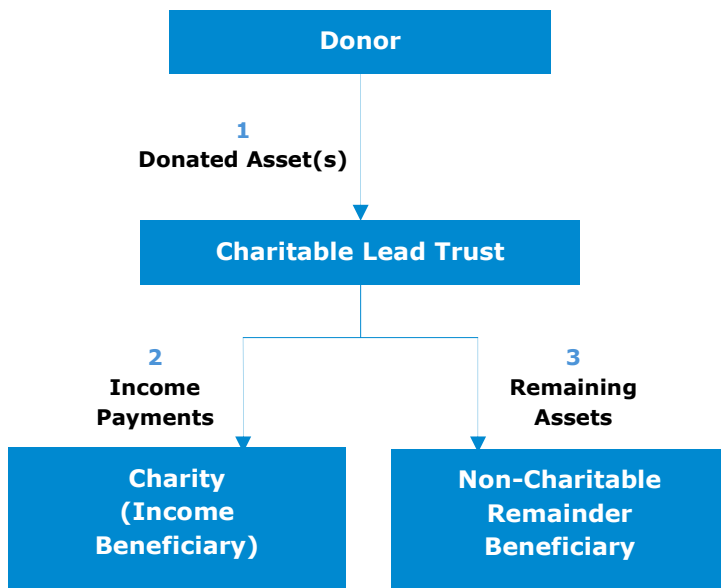 Donor
1
Donated Asset(s)
Charitable Lead Trust
2
Income
Payments
3
Remaining
Assets
Charity
(Income
Beneficiary)
Non-Charitable
Remainder
Beneficiary